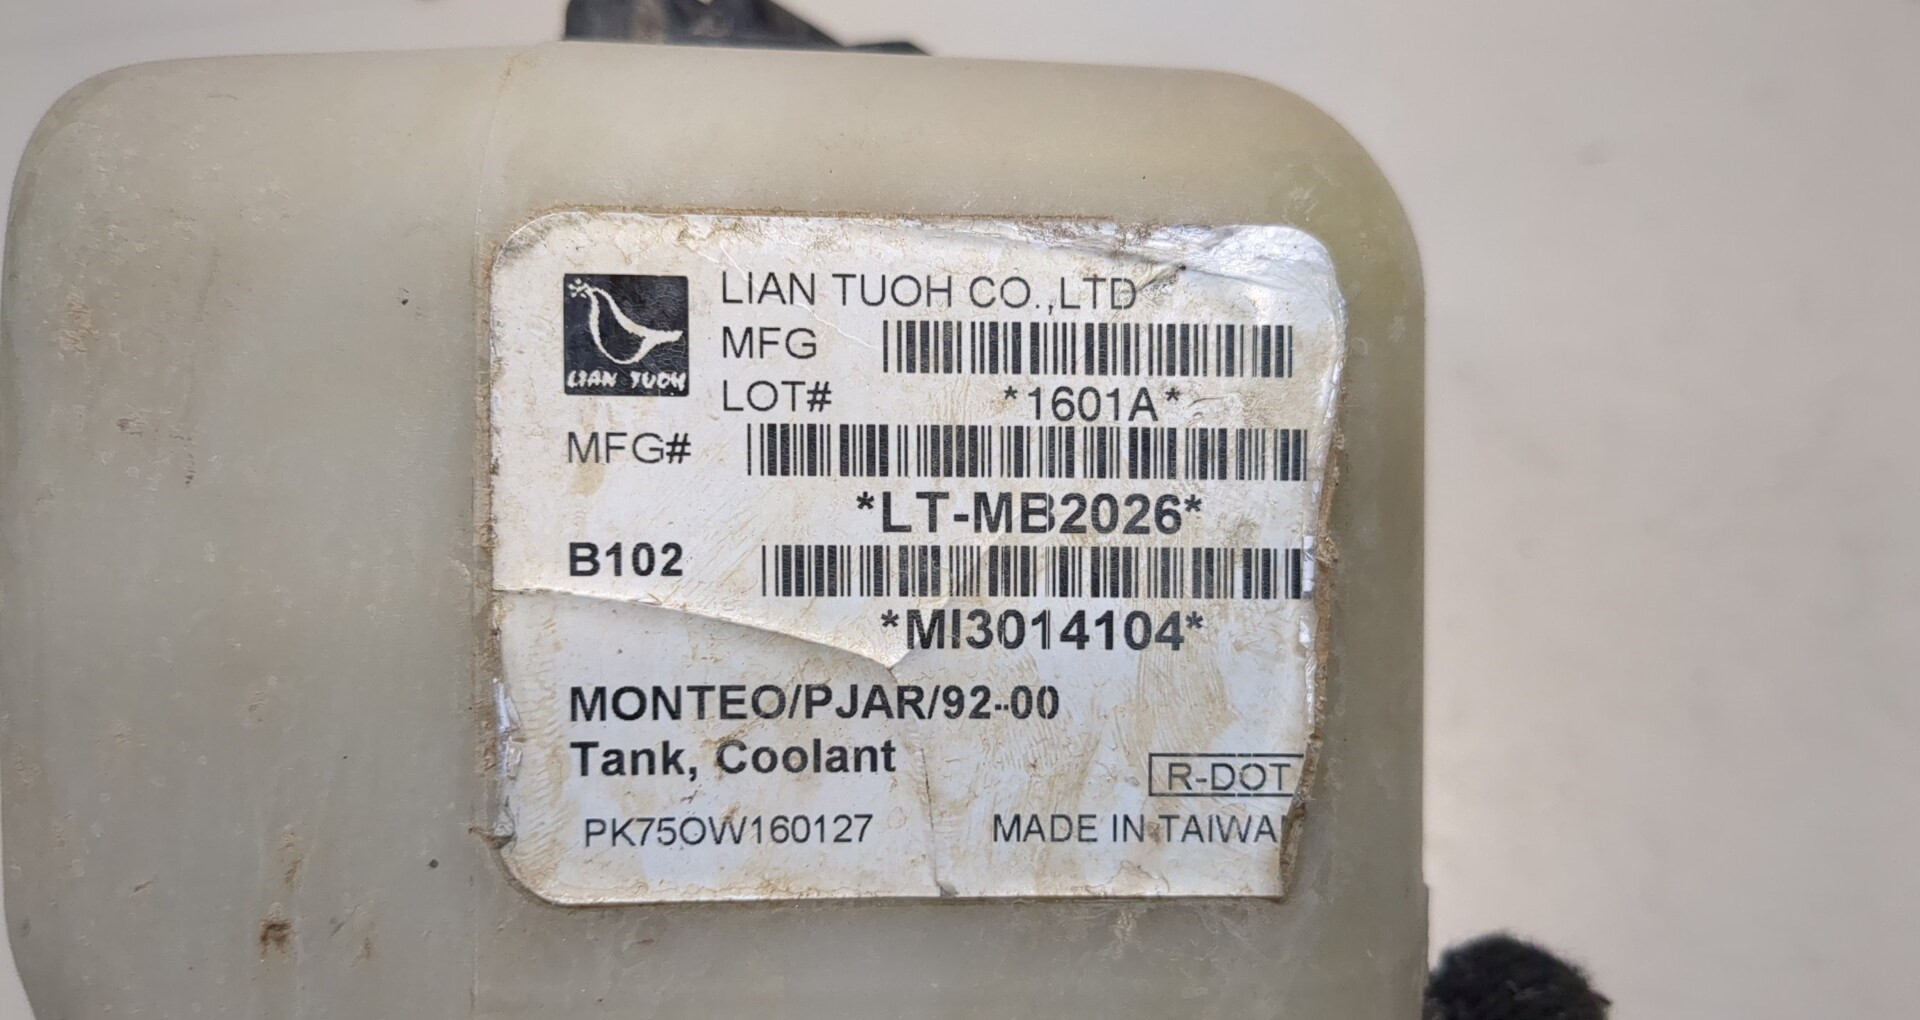 LIAN TUOH CO.,LTD
LIAN TUOH
MFG
LOT# *1601A*
MFG#
*LT-MB2026*
B102
*MI3014104*
MONTEO/PJAR/92-00
Tank, Coolant
R-DOT
PK75OW160127 MADE IN TAIWAN